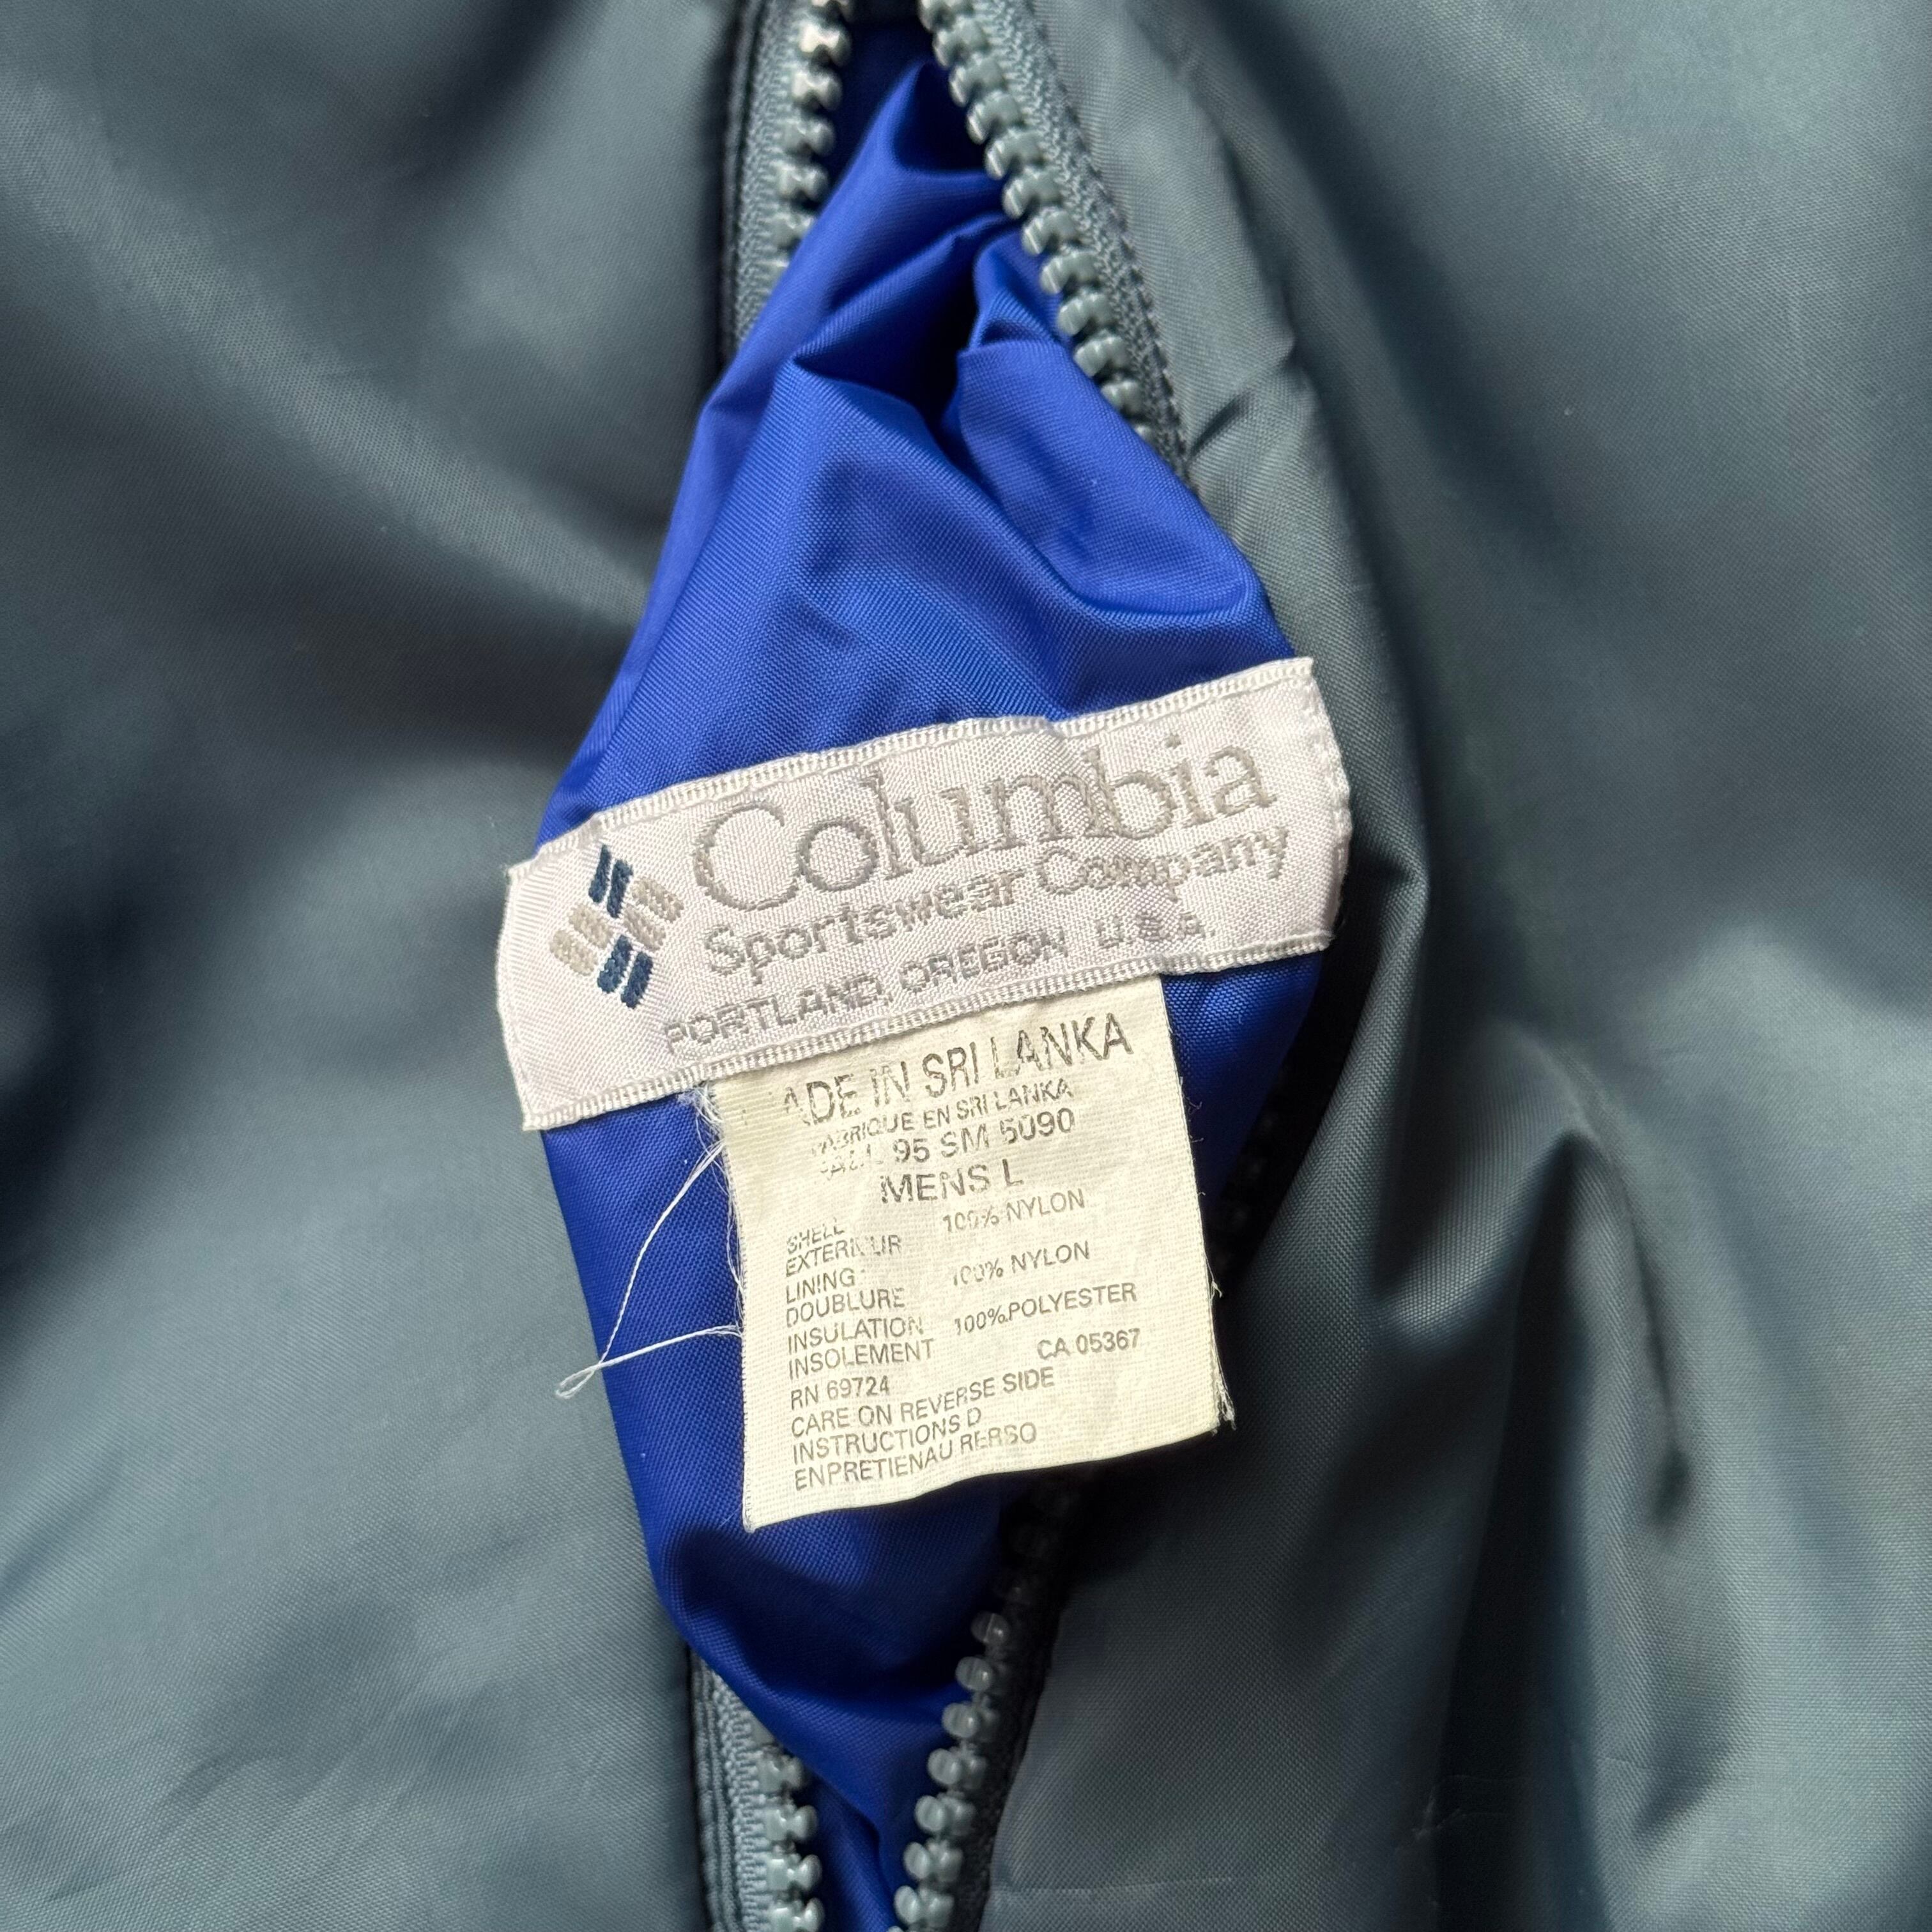 Columbia
Sportswear Company
PORTLAND, OREGON U.S.A.
MADE IN SRI LANKA
FABRIQUE EN SRI LANKA
FALL 95 SM 5090
MENS L
SHELL 100% NYLON
EXTERIEUR
LINING 100% NYLON
DOUBLURE
INSULATION 100% POLYESTER
INSOLEMENT
CA 05367
RN 69724
CARE ON REVERSE SIDE
INSTRUCTIONS D
ENPRETIENAU RERSO